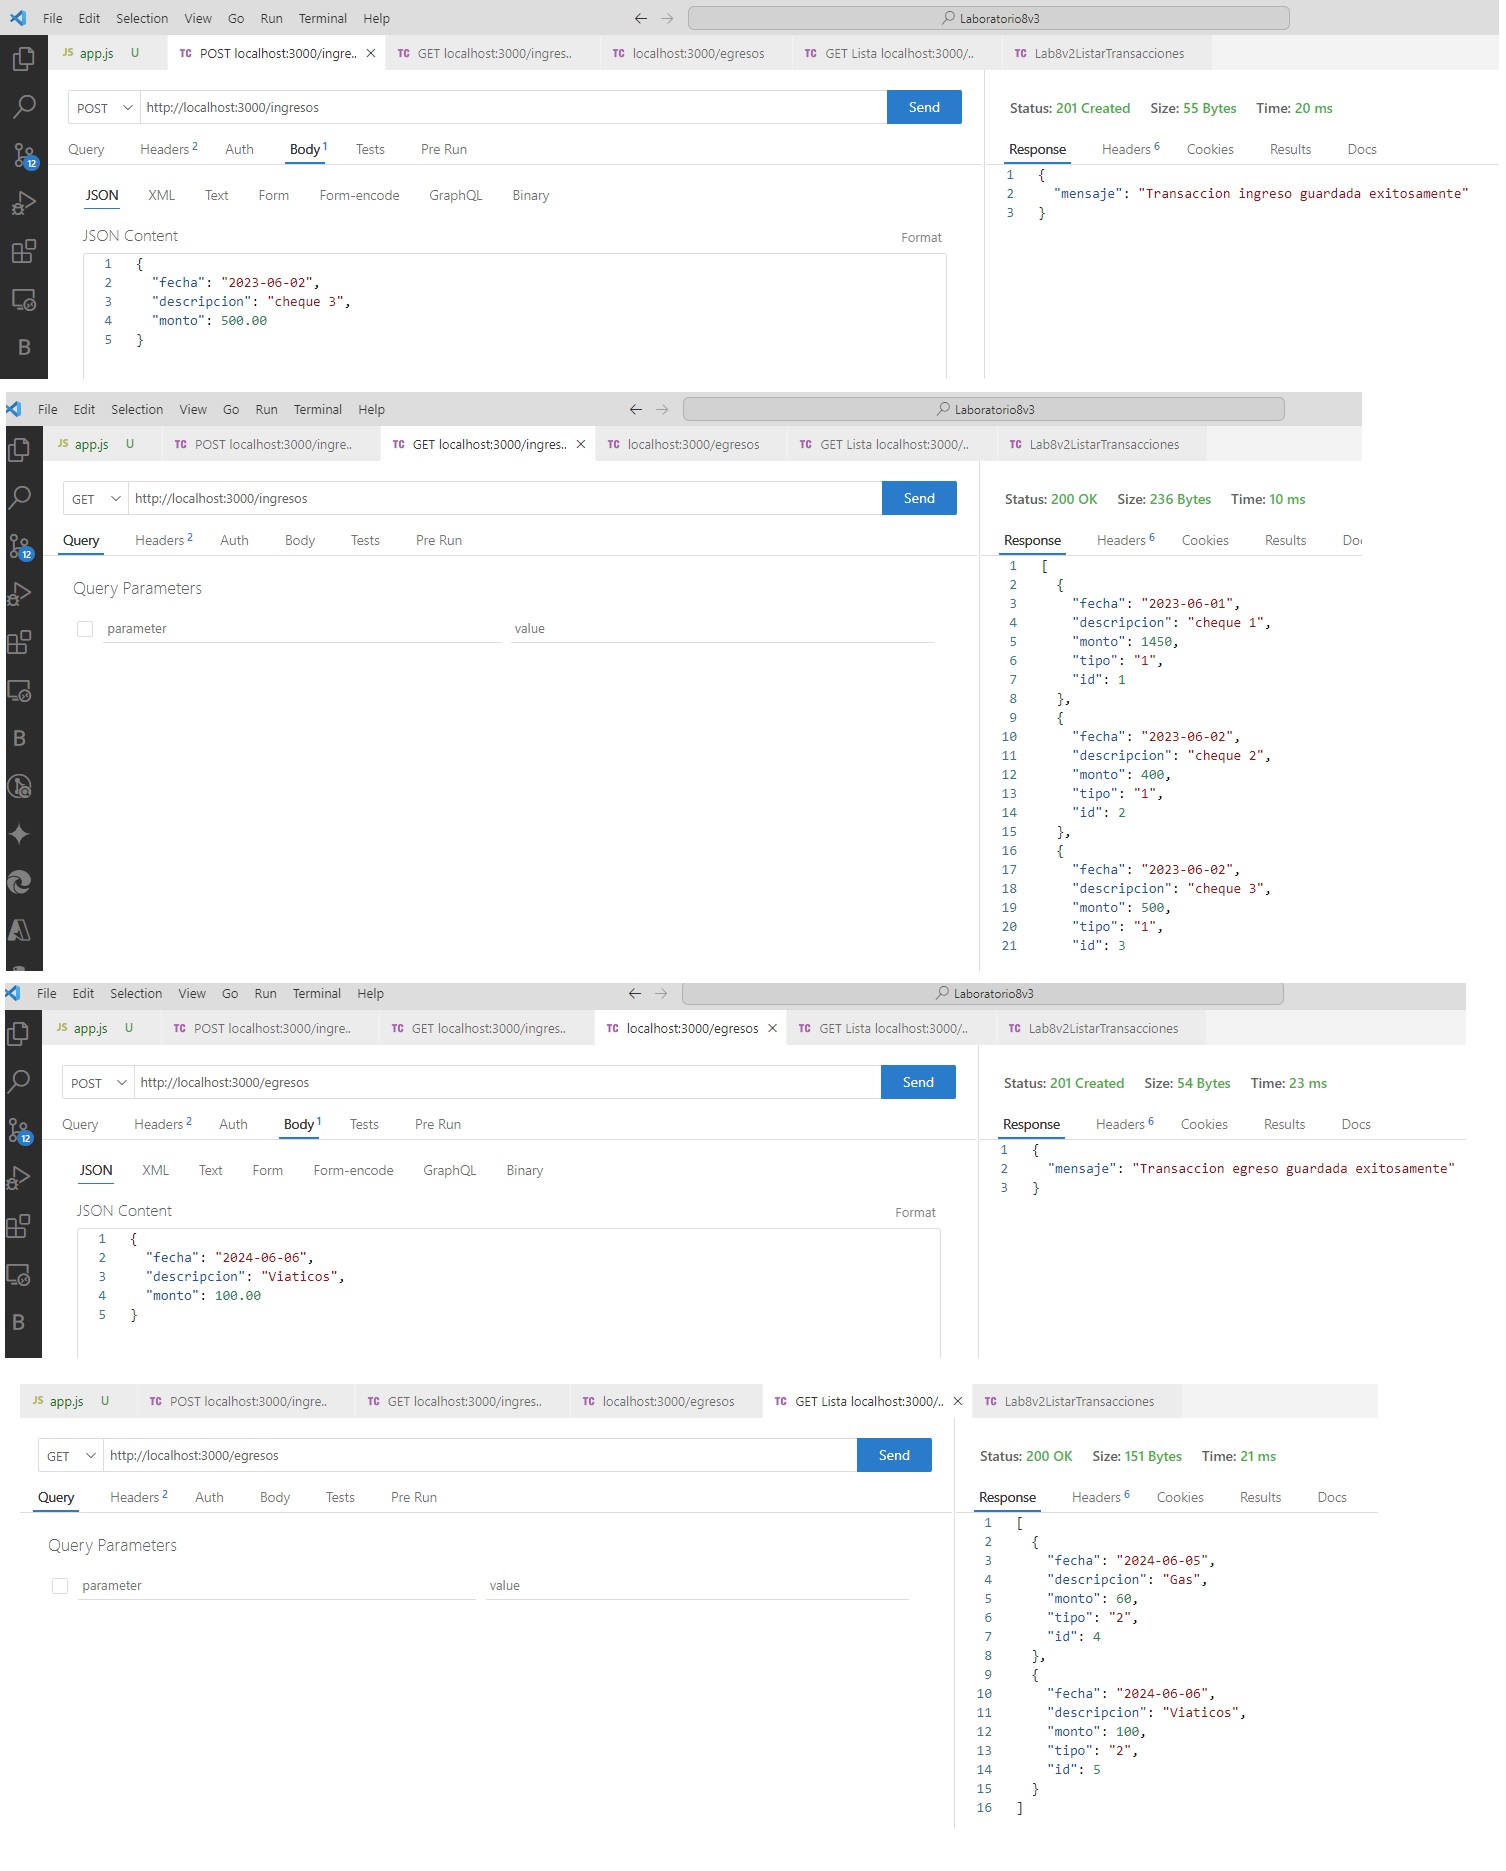 File Edit Selection View Go Run Terminal Help ← → Laboratorio8v3
JS app.js U TC POST localhost:3000/ingre.. × TC GET localhost:3000/ingres.. TC localhost:3000/egresos TC GET Lista localhost:3000/.. TC Lab8v2ListarTransacciones
POST http://localhost:3000/ingresos Send
Status: 201 Created Size: 55 Bytes Time: 20 ms
Query Headers 2 Auth Body 1 Tests Pre Run
Response Headers 6 Cookies Results Docs
JSON XML Text Form Form-encode GraphQL Binary
JSON Content Format
1 {
2 "fecha": "2023-06-02",
3 "descripcion": "cheque 3",
4 "monto": 500.00
5 }
1 {
2 "mensaje": "Transaccion ingreso guardada exitosamente"
3 }
12
B
File Edit Selection View Go Run Terminal Help ← → Laboratorio8v3
JS app.js U TC POST localhost:3000/ingre.. TC GET localhost:3000/ingres.. × TC localhost:3000/egresos TC GET Lista localhost:3000/.. TC Lab8v2ListarTransacciones
GET http://localhost:3000/ingresos Send
Status: 200 OK Size: 236 Bytes Time: 10 ms
Query Headers 2 Auth Body Tests Pre Run
Response Headers 6 Cookies Results Doc
Query Parameters
parameter value
1 [
2 {
3 "fecha": "2023-06-01",
4 "descripcion": "cheque 1",
5 "monto": 1450,
6 "tipo": "1",
7 "id": 1
8 },
9 {
10 "fecha": "2023-06-02",
11 "descripcion": "cheque 2",
12 "monto": 400,
13 "tipo": "1",
14 "id": 2
15 },
16 {
17 "fecha": "2023-06-02",
18 "descripcion": "cheque 3",
19 "monto": 500,
20 "tipo": "1",
21 "id": 3
12
B
File Edit Selection View Go Run Terminal Help ← → Laboratorio8v3
JS app.js U TC POST localhost:3000/ingre.. TC GET localhost:3000/ingres.. TC localhost:3000/egresos × TC GET Lista localhost:3000/.. TC Lab8v2ListarTransacciones
POST http://localhost:3000/egresos Send
Status: 201 Created Size: 54 Bytes Time: 23 ms
Query Headers 2 Auth Body 1 Tests Pre Run
Response Headers 6 Cookies Results Docs
JSON XML Text Form Form-encode GraphQL Binary
JSON Content Format
1 {
2 "fecha": "2024-06-06",
3 "descripcion": "Viaticos",
4 "monto": 100.00
5 }
1 {
2 "mensaje": "Transaccion egreso guardada exitosamente"
3 }
12
B
JS app.js U TC POST localhost:3000/ingre.. TC GET localhost:3000/ingres.. TC localhost:3000/egresos TC GET Lista localhost:3000/.. × TC Lab8v2ListarTransacciones
GET http://localhost:3000/egresos Send
Status: 200 OK Size: 151 Bytes Time: 21 ms
Query Headers 2 Auth Body Tests Pre Run
Response Headers 6 Cookies Results Docs
Query Parameters
parameter value
1 [
2 {
3 "fecha": "2024-06-05",
4 "descripcion": "Gas",
5 "monto": 60,
6 "tipo": "2",
7 "id": 4
8 },
9 {
10 "fecha": "2024-06-06",
11 "descripcion": "Viaticos",
12 "monto": 100,
13 "tipo": "2",
14 "id": 5
15 }
16 ]